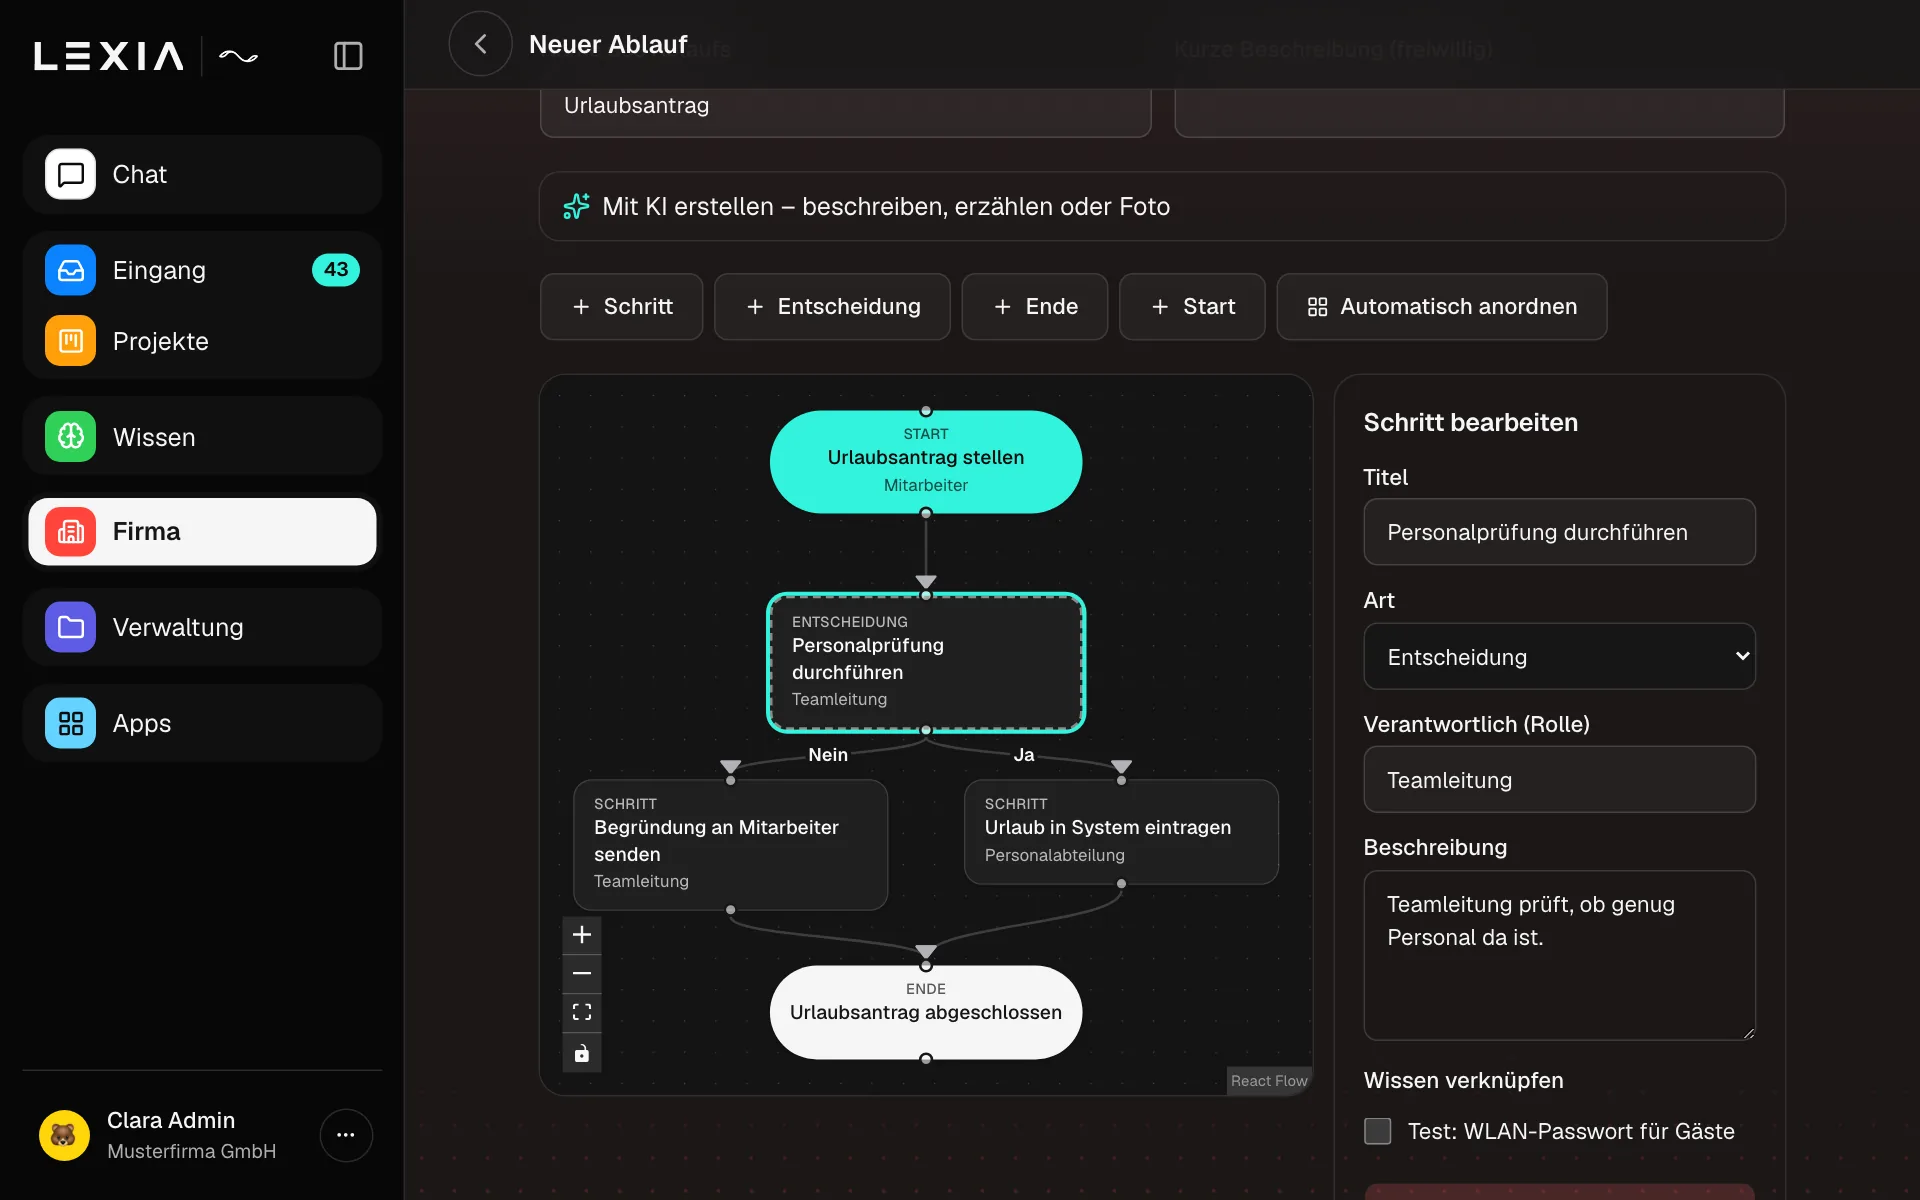 LEXIA
Neuer Ablauf
Kurze Beschreibung (freiwillig)
Urlaubsantrag
Chat
Eingang
43
Projekte
Wissen
Firma
Verwaltung
Apps
Clara Admin
Musterfirma GmbH
Mit KI erstellen – beschreiben, erzählen oder Foto
Schritt
Entscheidung
Ende
Start
Automatisch anordnen
START
Urlaubsantrag stellen
Mitarbeiter
ENTSCHEIDUNG
Personalprüfung
durchführen
Teamleitung
Nein
Ja
SCHRITT
Begründung an Mitarbeiter
senden
Teamleitung
SCHRITT
Urlaub in System eintragen
Personalabteilung
ENDE
Urlaubsantrag abgeschlossen
React Flow
Schritt bearbeiten
Titel
Personalprüfung durchführen
Art
Entscheidung
Verantwortlich (Rolle)
Teamleitung
Beschreibung
Teamleitung prüft, ob genug
Personal da ist.
Wissen verknüpfen
Test: WLAN-Passwort für Gäste